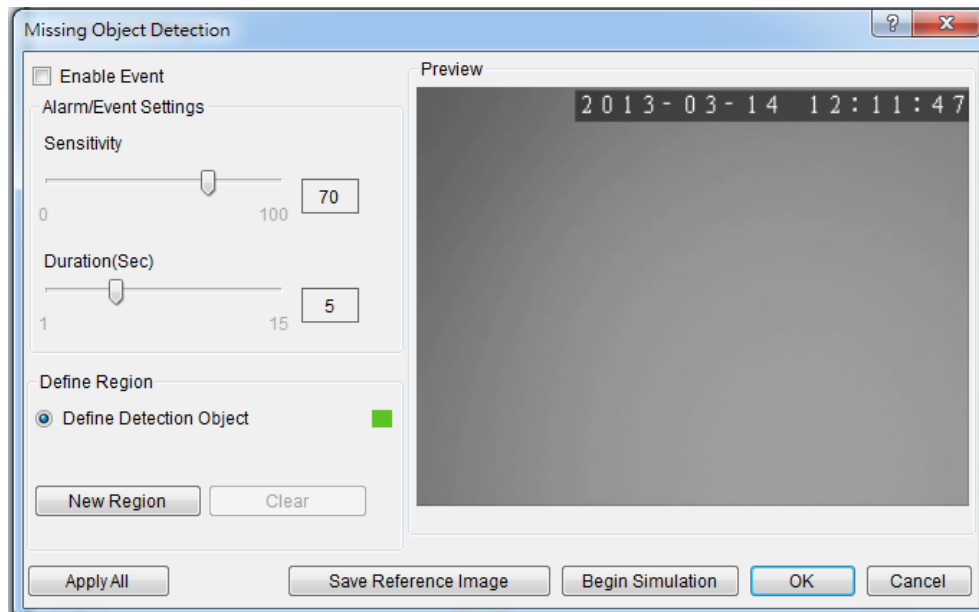 Missing Object Detection
?
X
Enable Event
Alarm/Event Settings
Sensitivity
70
0 100
Duration(Sec)
5
1 15
Define Region
Define Detection Object
New Region Clear
Preview
2013-03-14 12:11:47
Apply All Save Reference Image Begin Simulation OK Cancel